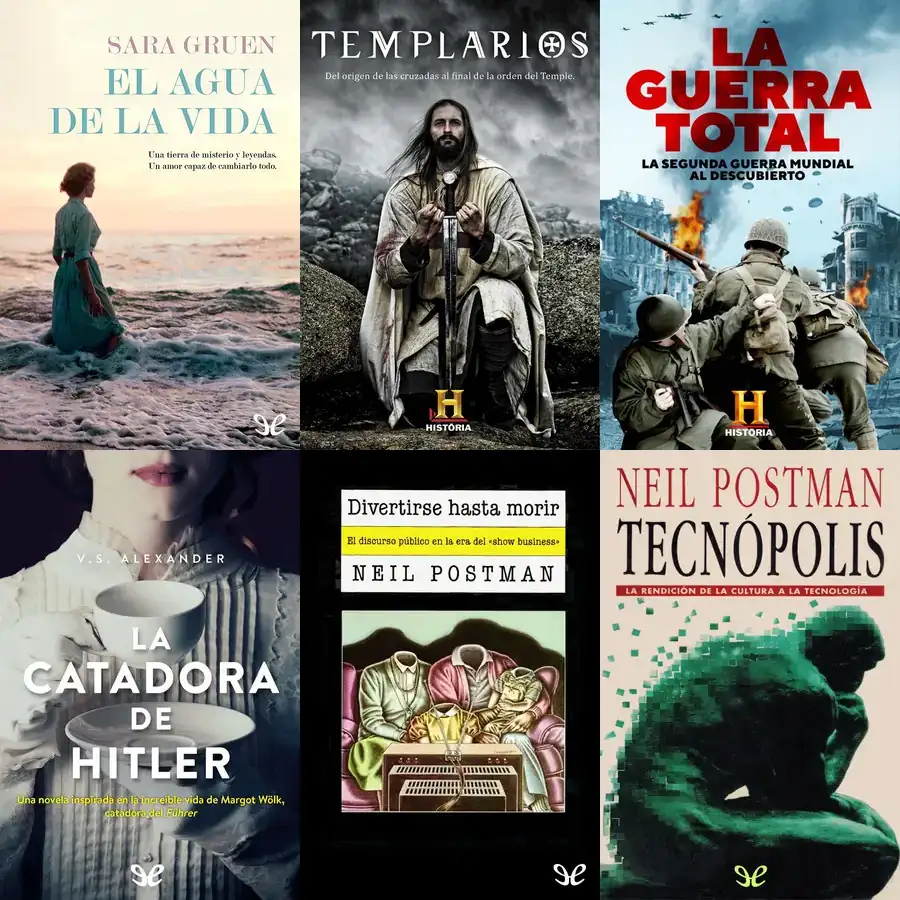 SARA GRUEN
EL AGUA
DE LA VIDA
Una tierra de misterio y leyendas.
Un amor capaz de cambiarlo todo.
TEMPLARIOS
Del origen de las cruzadas al final de la orden del Temple.
H
HISTORIA
LA
GUERRA
TOTAL
LA SEGUNDA GUERRA MUNDIAL
AL DESCUBIERTO
H
HISTORIA
V.S. ALEXANDER
LA
CATADORA
DE
HITLER
Una novela inspirada en la increíble vida de Margot Wölk,
catadora del Führer
Divertirse hasta morir
El discurso público en la era del «show business»
NEIL POSTMAN
NEIL POSTMAN
TECNÓPOLIS
LA RENDICIÓN DE LA CULTURA A LA TECNOLOGÍA